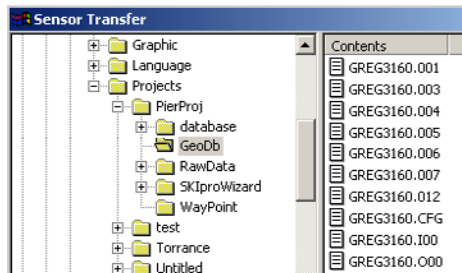 Sensor Transfer
Graphic
Language
Projects
PierProj
database
GeoDb
RawData
SKIproWizard
WayPoint
test
Torrance
Untitled
Contents
GREG3160.001
GREG3160.003
GREG3160.004
GREG3160.005
GREG3160.006
GREG3160.007
GREG3160.012
GREG3160.CFG
GREG3160.I00
GREG3160.O00